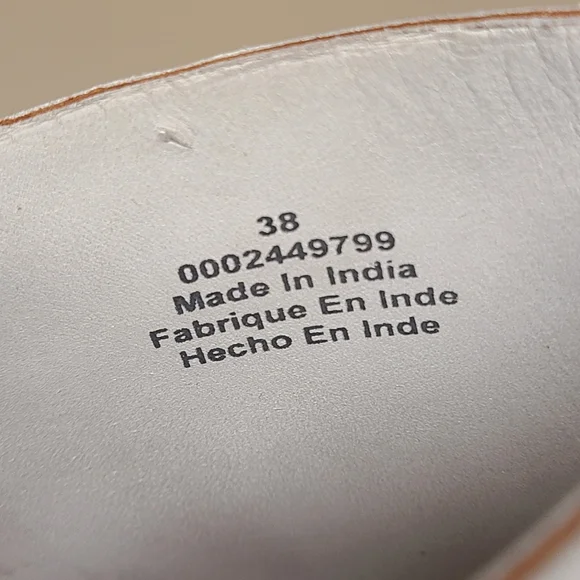 38
0002449799
Made In India
Fabrique En Inde
Hecho En Inde